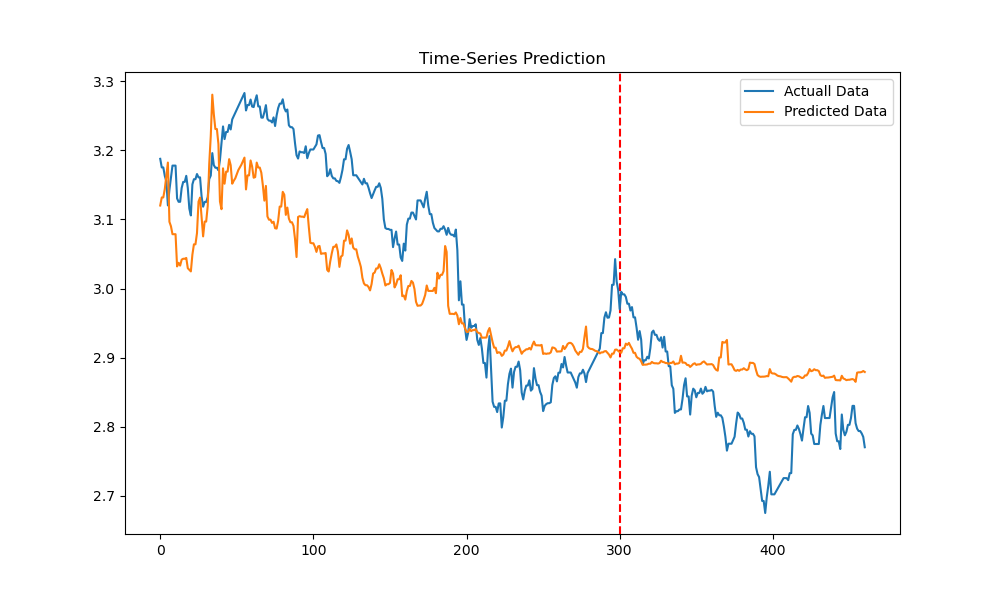 Time-Series Prediction
Actuall Data
Predicted Data
3.3
3.2
3.1
3.0
2.9
2.8
2.7
0 100 200 300 400